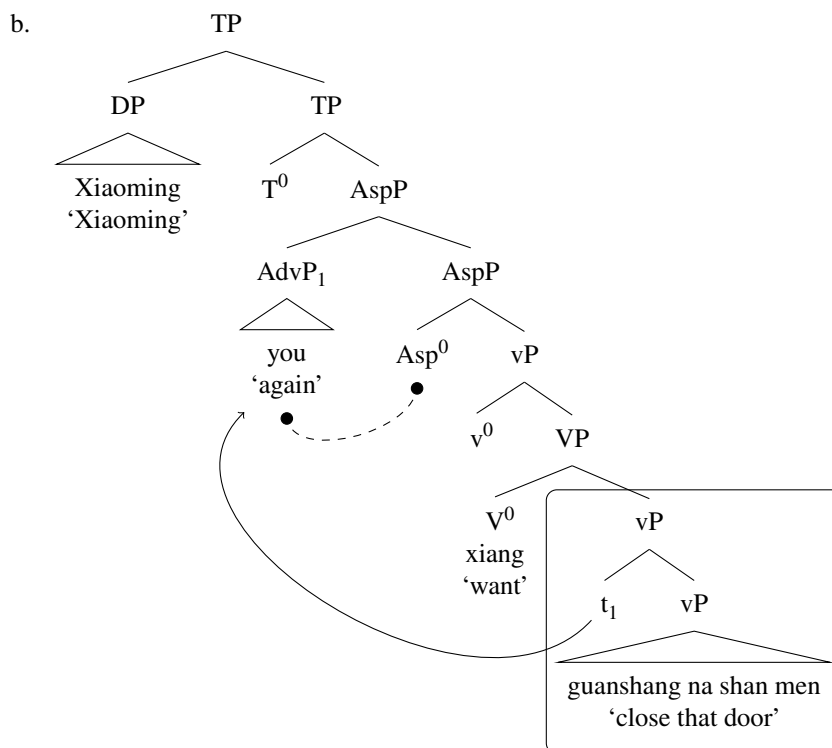 b.
TP
DP TP
Xiaoming
‘Xiaoming’
T⁰ AspP
AdvP₁ AspP
you
‘again’
Asp⁰ vP
v⁰ VP
V⁰ vP
xiang
‘want’
t₁ vP
guanshang na shan men
‘close that door’